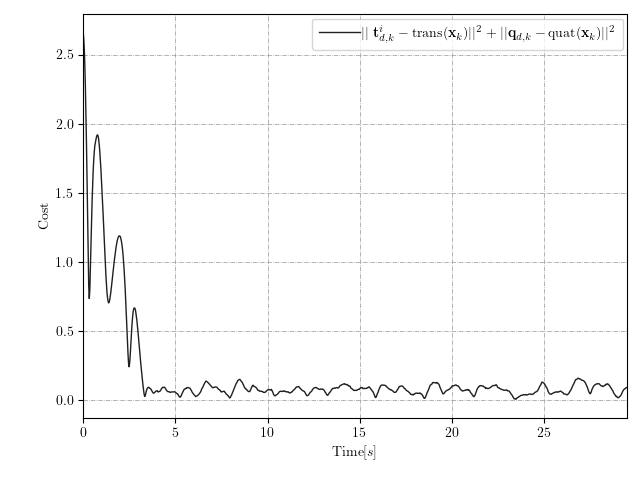 || t^i_{d,k} − trans(x_k)||^2 + ||q_{d,k} − quat(x_k)||^2
2.5
2.0
1.5
1.0
0.5
0.0
Cost
0 5 10 15 20 25
Time[s]